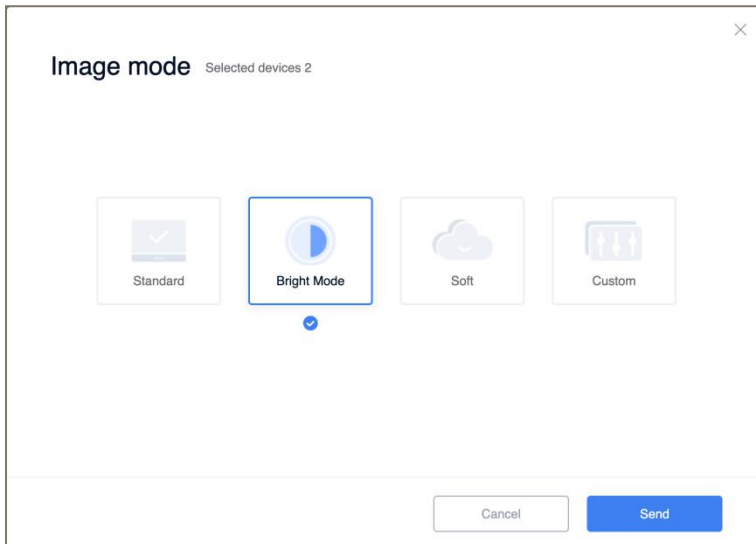 Image mode Selected devices 2
Standard
Bright Mode
Soft
Custom
Cancel
Send